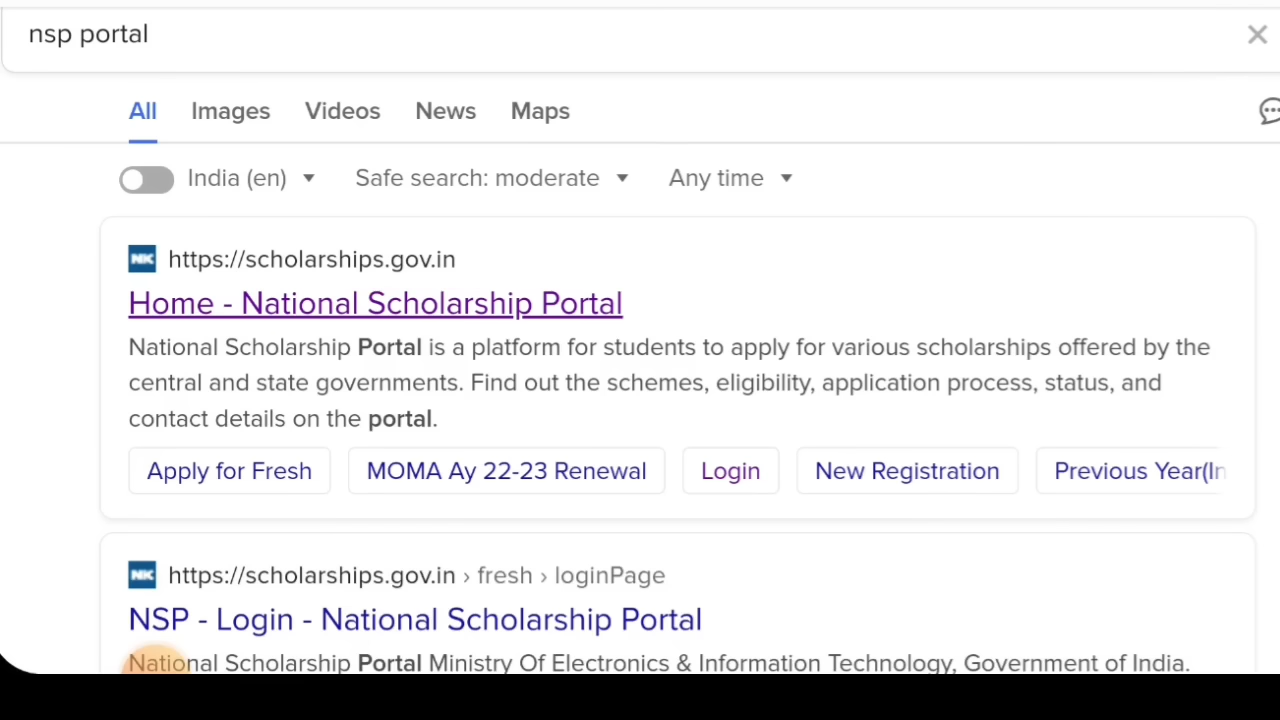 nsp portal
All Images Videos News Maps
India (en) Safe search: moderate Any time
https://scholarships.gov.in
Home - National Scholarship Portal
National Scholarship Portal is a platform for students to apply for various scholarships offered by the
central and state governments. Find out the schemes, eligibility, application process, status, and
contact details on the portal.
Apply for Fresh MOMA Ay 22-23 Renewal Login New Registration Previous Year(In
https://scholarships.gov.in › fresh › loginPage
NSP - Login - National Scholarship Portal
National Scholarship Portal Ministry Of Electronics & Information Technology, Government of India.